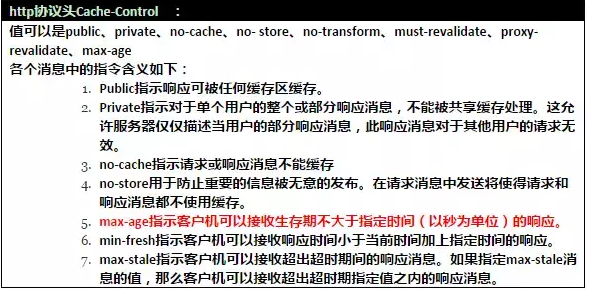 http协议头Cache-Control ：
值可以是public、private、no-cache、no- store、no-transform、must-revalidate、proxy-
revalidate、max-age
各个消息中的指令含义如下：
1. Public指示响应可被任何缓存区缓存。
2. Private指示对于单个用户的整个或部分响应消息，不能被共享缓存处理。这允
许服务器仅仅描述当用户的部分响应消息，此响应消息对于其他用户的请求无
效。
3. no-cache指示请求或响应消息不能缓存
4. no-store用于防止重要的信息被无意的发布。在请求消息中发送将使得请求和
响应消息都不使用缓存。
5. max-age指示客户机可以接收生存期不大于指定时间（以秒为单位）的响应。
6. min-fresh指示客户机可以接收响应时间小于当前时间加上指定时间的响应。
7. max-stale指示客户机可以接收超出超时期间的响应消息。如果指定max-stale消
息的值，那么客户机可以接收超出超时期指定值之内的响应消息。